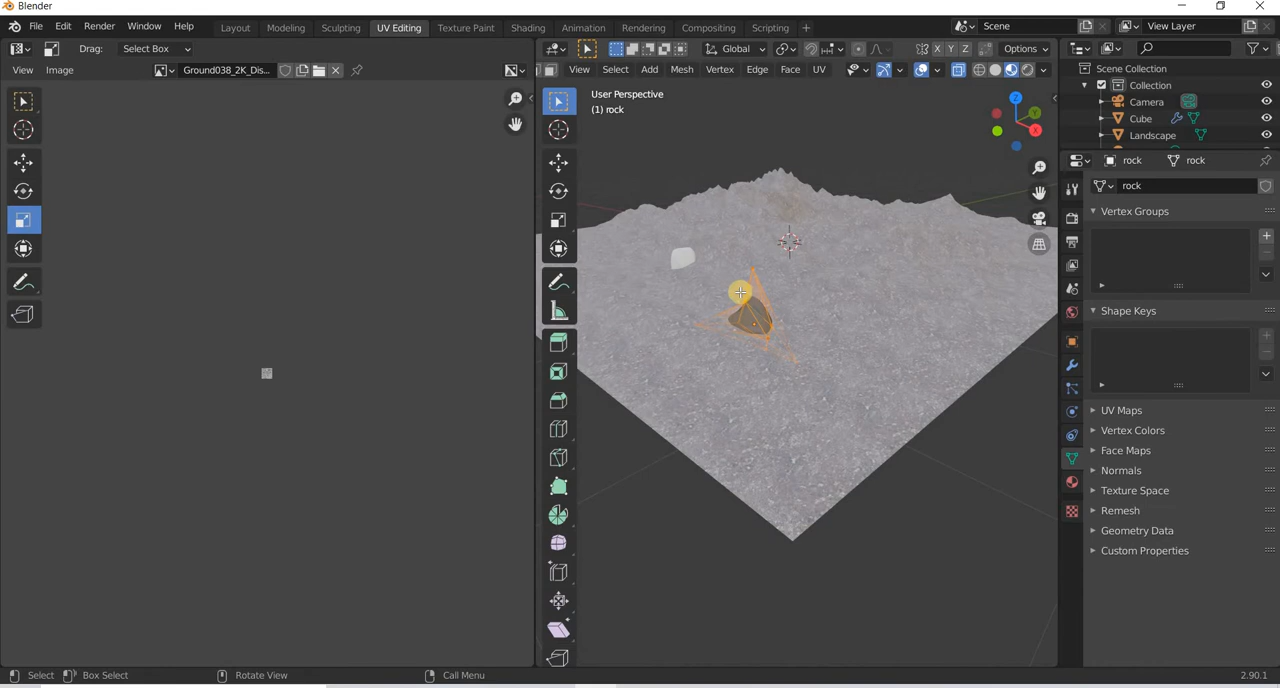 Blender
File Edit Render Window Help
Layout Modeling Sculpting UV Editing Texture Paint Shading Animation Rendering Compositing Scripting +
Scene
View Layer
Drag: Select Box
Global
X Y Z
Options
View Image
Ground038_2K_Dis...
View Select Add Mesh Vertex Edge Face UV
User Perspective
(1) rock
Z
Y
X
Scene Collection
Collection
Camera
Cube
Landscape
rock
rock
rock
Vertex Groups
Shape Keys
UV Maps
Vertex Colors
Face Maps
Normals
Texture Space
Remesh
Geometry Data
Custom Properties
Select Box Select Rotate View Call Menu 2.90.1